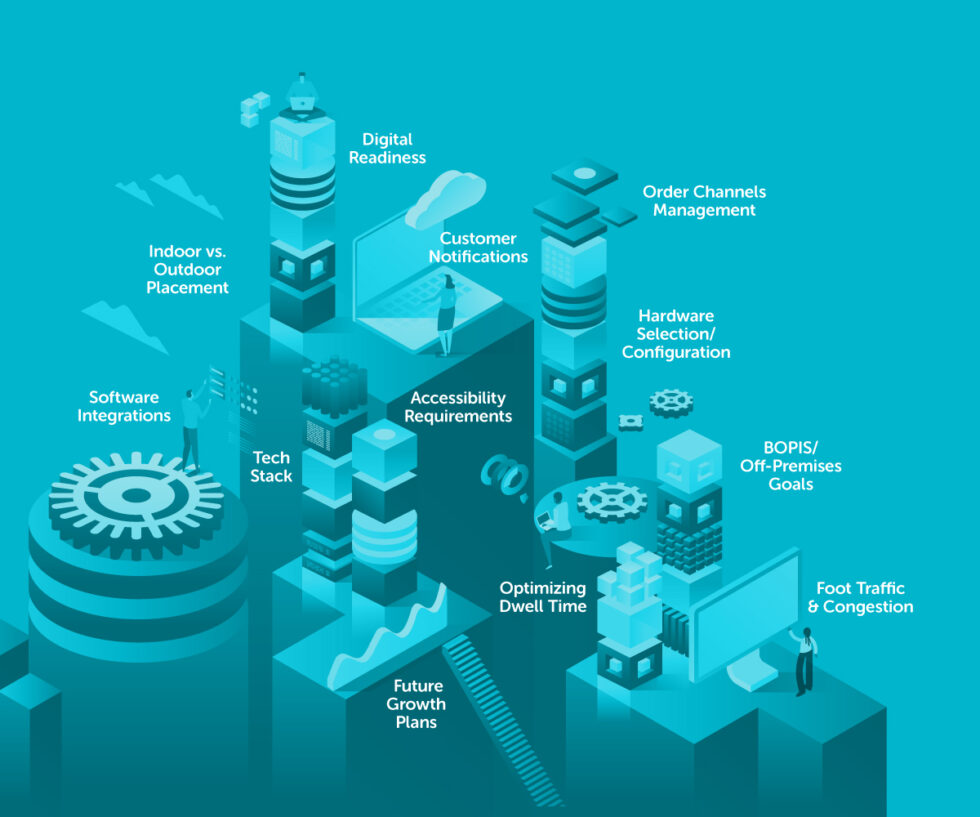 Digital
Readiness
Order Channels
Management
Customer
Notifications
Indoor vs.
Outdoor
Placement
Hardware
Selection/
Configuration
Software
Integrations
Accessibility
Requirements
Tech
Stack
BOPIS/
Off-Premises
Goals
Optimizing
Dwell Time
Foot Traffic
& Congestion
Future
Growth
Plans